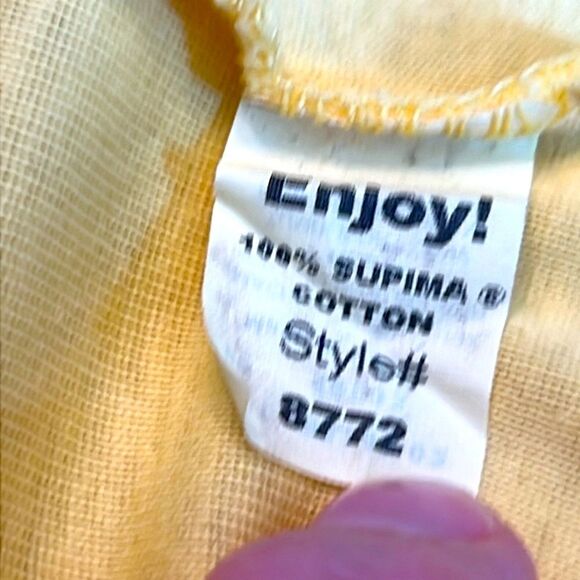 Enjoy!
100% SUPIMA ®
COTTON
Style#
8772